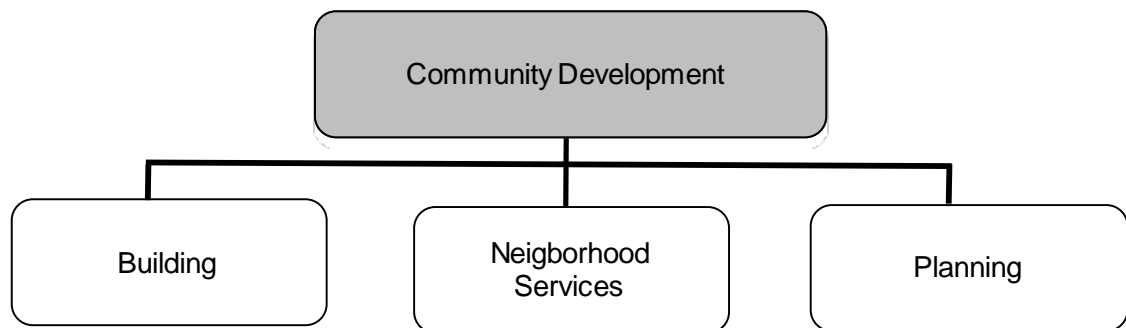 Community Development
Building
Neigborhood
Services
Planning